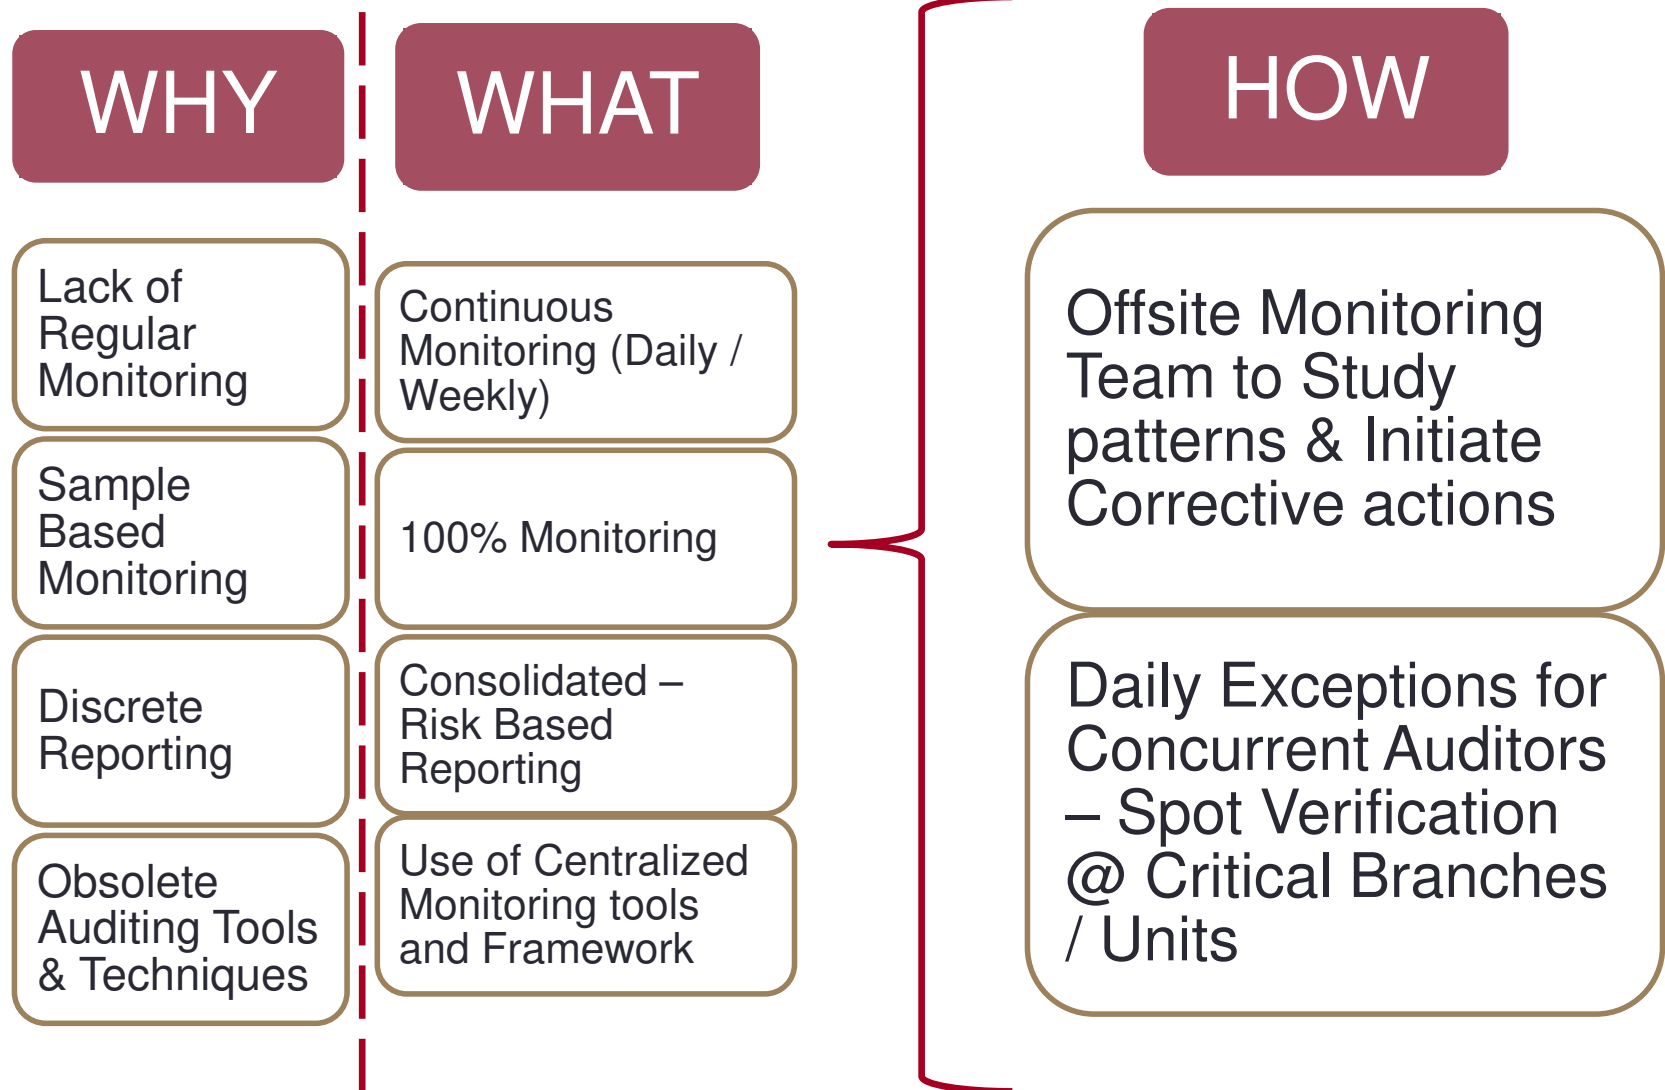 WHY
Lack of
Regular
Monitoring
Sample
Based
Monitoring
Discrete
Reporting
Obsolete
Auditing Tools
& Techniques
WHAT
Continuous
Monitoring (Daily /
Weekly)
100% Monitoring
Consolidated –
Risk Based
Reporting
Use of Centralized
Monitoring tools
and Framework
HOW
Offsite Monitoring
Team to Study
patterns & Initiate
Corrective actions
Daily Exceptions for
Concurrent Auditors
– Spot Verification
@ Critical Branches
/ Units